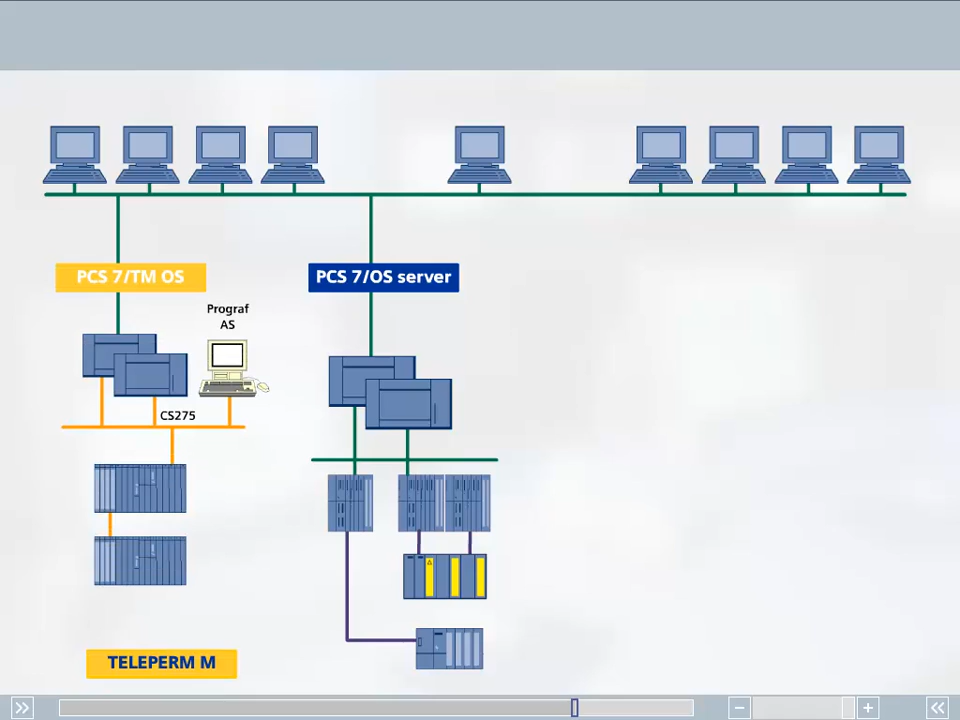 PCS 7/TM OS
PCS 7/OS server
Prograf
AS
CS275
TELEPERM M